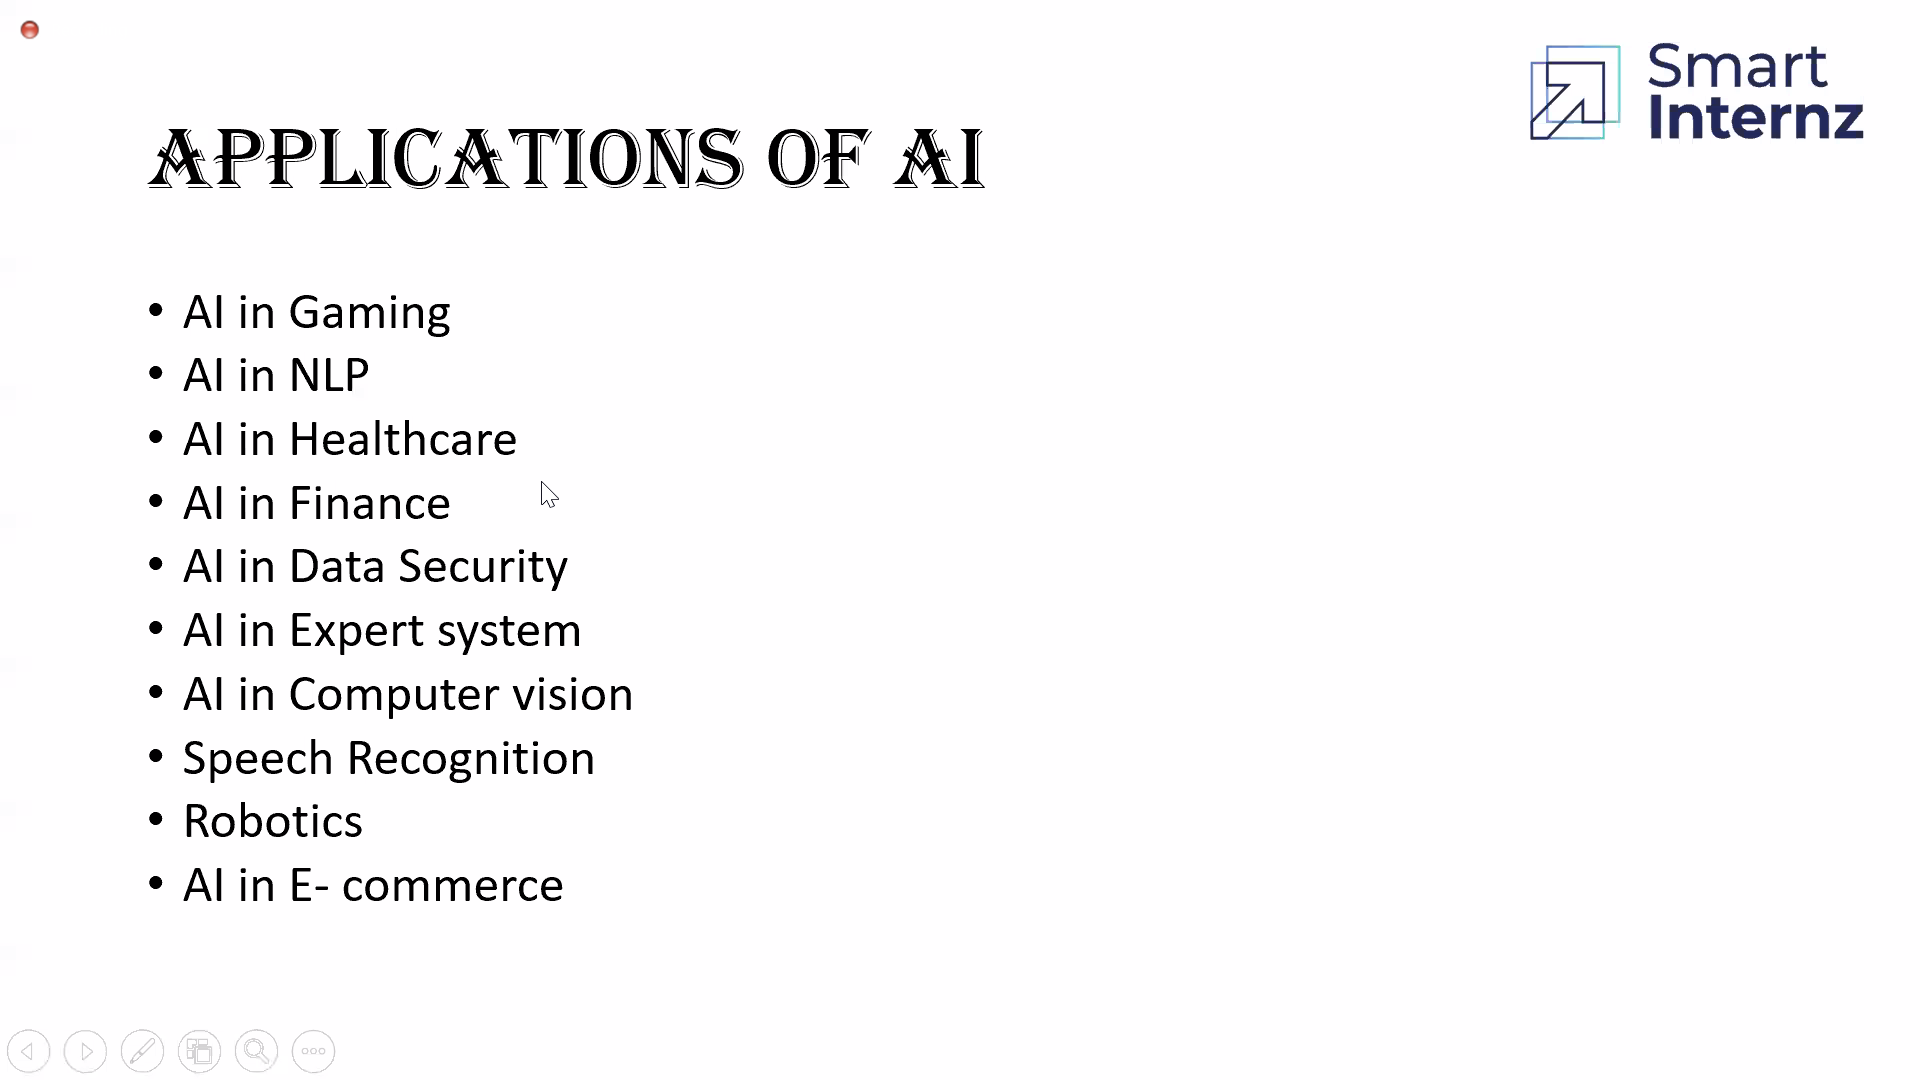 Smart
Internz
APPLICATIONS OF AI
• AI in Gaming
• AI in NLP
• AI in Healthcare
• AI in Finance
• AI in Data Security
• AI in Expert system
• AI in Computer vision
• Speech Recognition
• Robotics
• AI in E- commerce